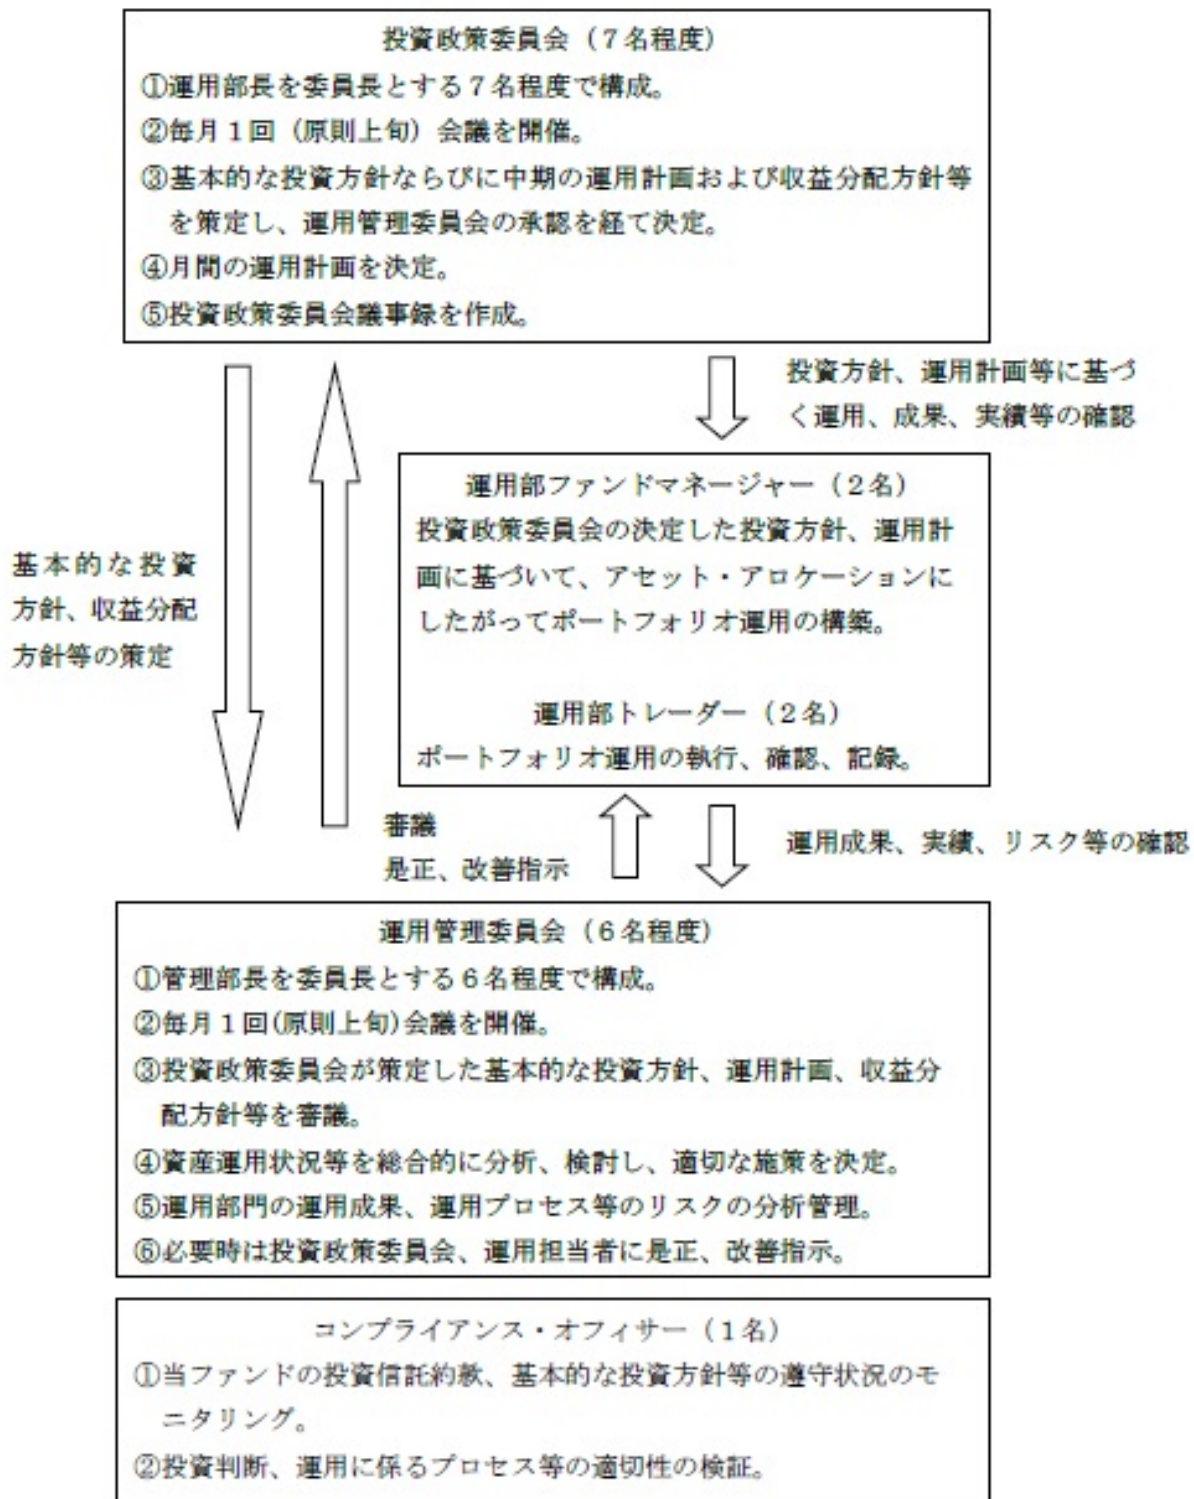 投資政策委員会（７名程度）
①運用部長を委員長とする７名程度で構成。
②毎月１回（原則上旬）会議を開催。
③基本的な投資方針ならびに中期の運用計画および収益分配方針等
を策定し、運用管理委員会の承認を経て決定。
④月間の運用計画を決定。
⑤投資政策委員会議事録を作成。
投資方針、運用計画等に基づ
く運用、成果、実績等の確認
運用部ファンドマネージャー（２名）
投資政策委員会の決定した投資方針、運用計
画に基づいて、アセット・アロケーションに
したがってポートフォリオ運用の構築。
運用部トレーダー（２名）
ポートフォリオ運用の執行、確認、記録。
基本的な投資
方針、収益分配
方針等の策定
審議
是正、改善指示
運用成果、実績、リスク等の確認
運用管理委員会（６名程度）
①管理部長を委員長とする６名程度で構成。
②毎月１回(原則上旬)会議を開催。
③投資政策委員会が策定した基本的な投資方針、運用計画、収益分
配方針等を審議。
④資産運用状況等を総合的に分析、検討し、適切な施策を決定。
⑤運用部門の運用成果、運用プロセス等のリスクの分析管理。
⑥必要時は投資政策委員会、運用担当者に是正、改善指示。
コンプライアンス・オフィサー（１名）
①当ファンドの投資信託約款、基本的な投資方針等の遵守状況のモ
ニタリング。
②投資判断、運用に係るプロセス等の適切性の検証。